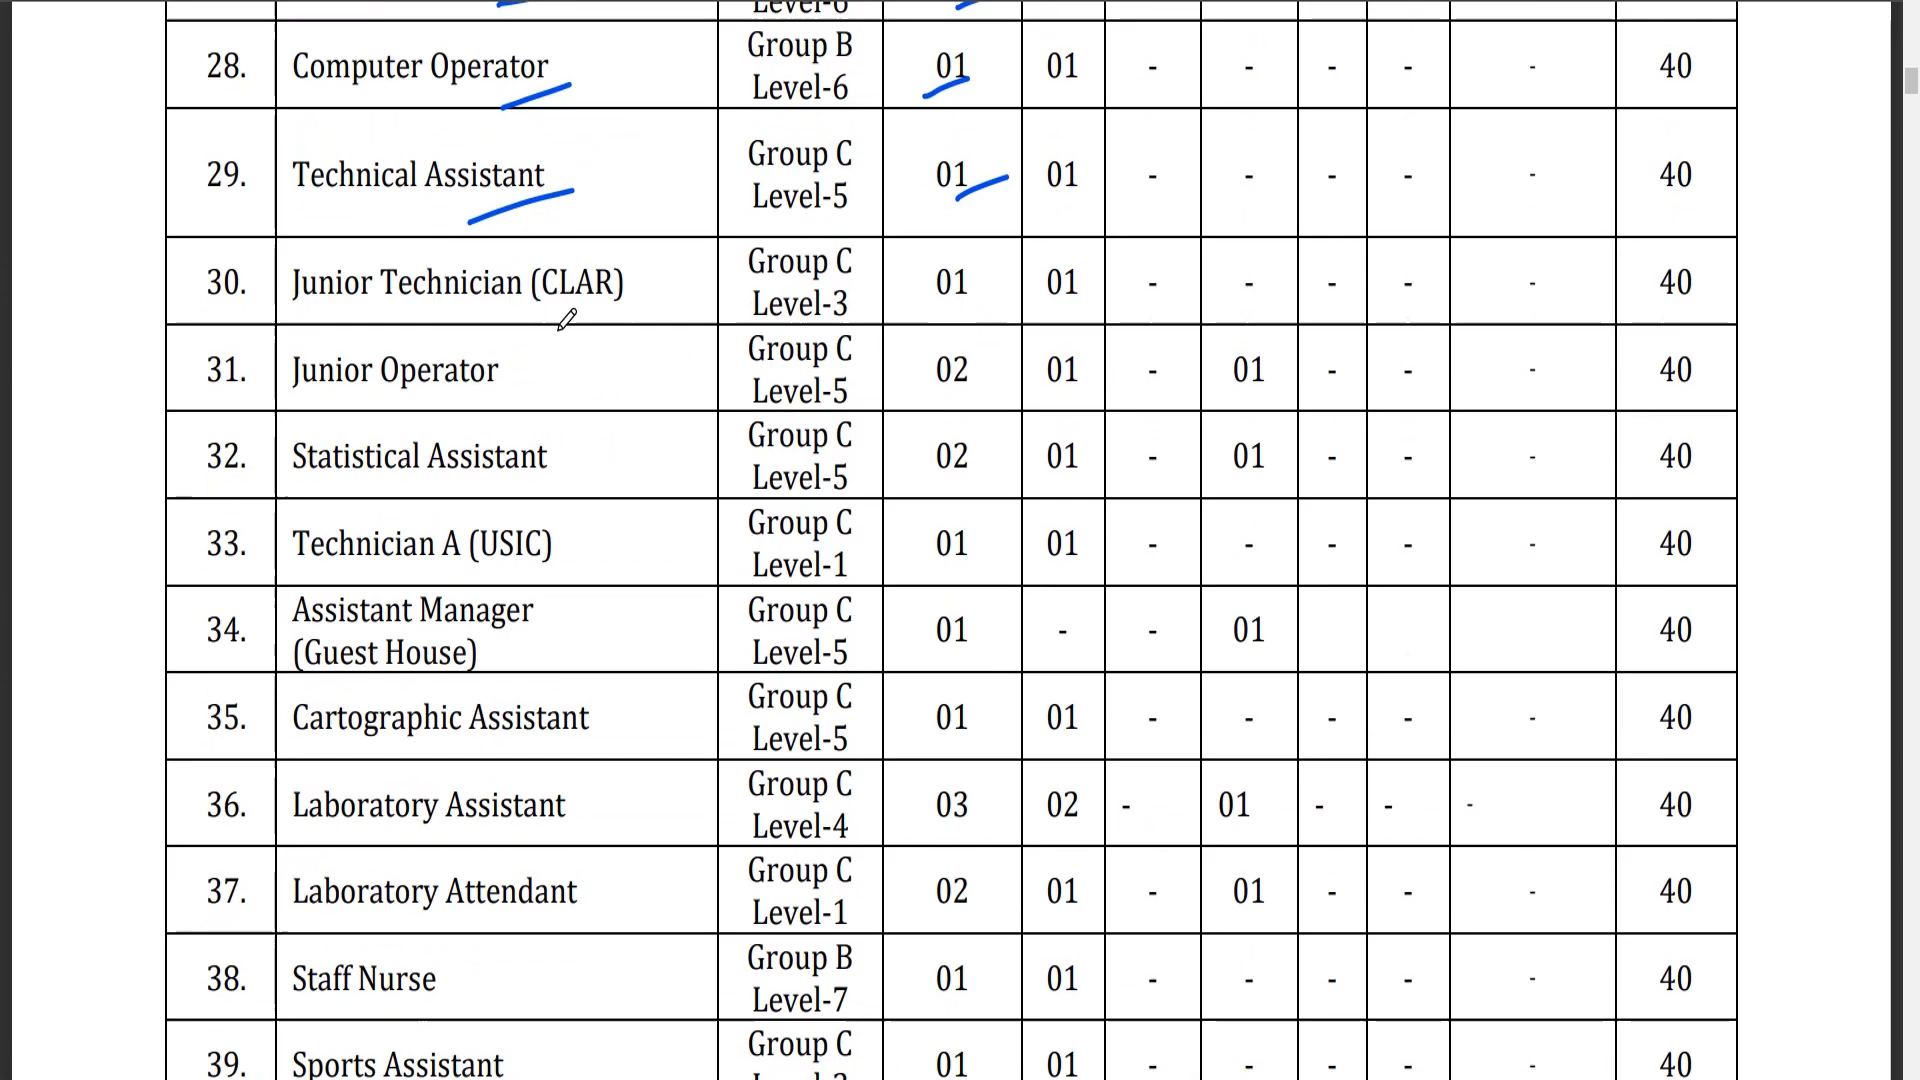 Level-6
28. Computer Operator Group B Level-6 01 01 - - - - - 40
29. Technical Assistant Group C Level-5 01 01 - - - - - 40
30. Junior Technician (CLAR) Group C Level-3 01 01 - - - - - 40
31. Junior Operator Group C Level-5 02 01 - 01 - - - 40
32. Statistical Assistant Group C Level-5 02 01 - 01 - - - 40
33. Technician A (USIC) Group C Level-1 01 01 - - - - - 40
34. Assistant Manager (Guest House) Group C Level-5 01 - - 01 40
35. Cartographic Assistant Group C Level-5 01 01 - - - - - 40
36. Laboratory Assistant Group C Level-4 03 02 - 01 - - - 40
37. Laboratory Attendant Group C Level-1 02 01 - 01 - - - 40
38. Staff Nurse Group B Level-7 01 01 - - - - - 40
39. Sports Assistant Group C 01 01 - - - - - 40